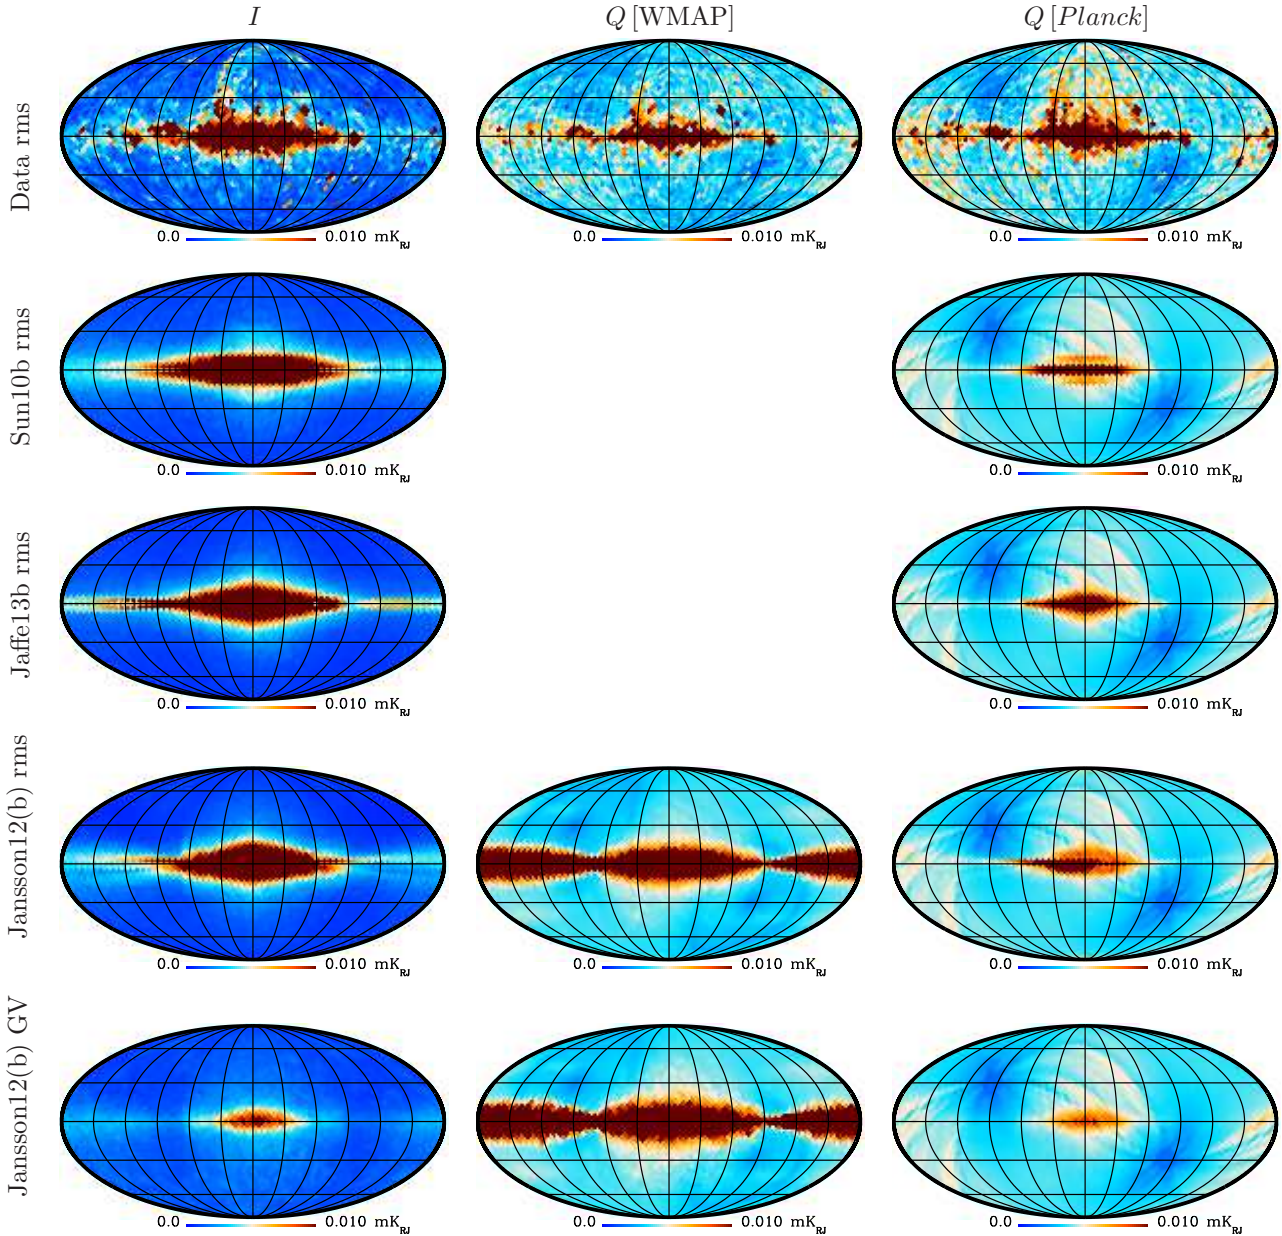 I Q [WMAP] Q [Planck]
Data rms
0.0 0.010 mK_RJ 0.0 0.010 mK_RJ 0.0 0.010 mK_RJ
Sun10b rms
0.0 0.010 mK_RJ 0.0 0.010 mK_RJ
Jaffe13b rms
0.0 0.010 mK_RJ 0.0 0.010 mK_RJ
Jansson12(b) rms
0.0 0.010 mK_RJ 0.0 0.010 mK_RJ 0.0 0.010 mK_RJ
Jansson12(b) GV
0.0 0.010 mK_RJ 0.0 0.010 mK_RJ 0.0 0.010 mK_RJ